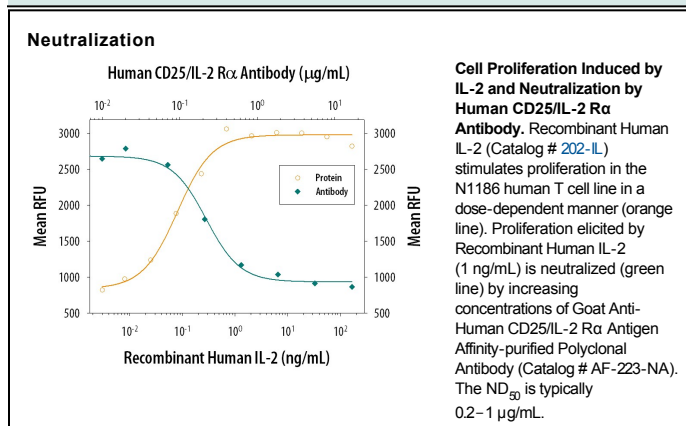 Neutralization
Human CD25/IL-2 Rα Antibody (μg/mL)
10⁻² 10⁻¹ 10⁰ 10¹
3000
2500
2000
1500
1000
500
Mean RFU
Protein
Antibody
3000
2500
2000
1500
1000
500
Mean RFU
10⁻² 10⁻¹ 10⁰ 10¹ 10²
Recombinant Human IL-2 (ng/mL)
Cell Proliferation Induced by
IL-2 and Neutralization by
Human CD25/IL-2 Rα
Antibody. Recombinant Human
IL-2 (Catalog # 202-IL)
stimulates proliferation in the
N1186 human T cell line in a
dose-dependent manner (orange
line). Proliferation elicited by
Recombinant Human IL-2
(1 ng/mL) is neutralized (green
line) by increasing
concentrations of Goat Anti-
Human CD25/IL-2 Rα Antigen
Affinity-purified Polyclonal
Antibody (Catalog # AF-223-NA).
The ND₅₀ is typically
0.2–1 μg/mL.